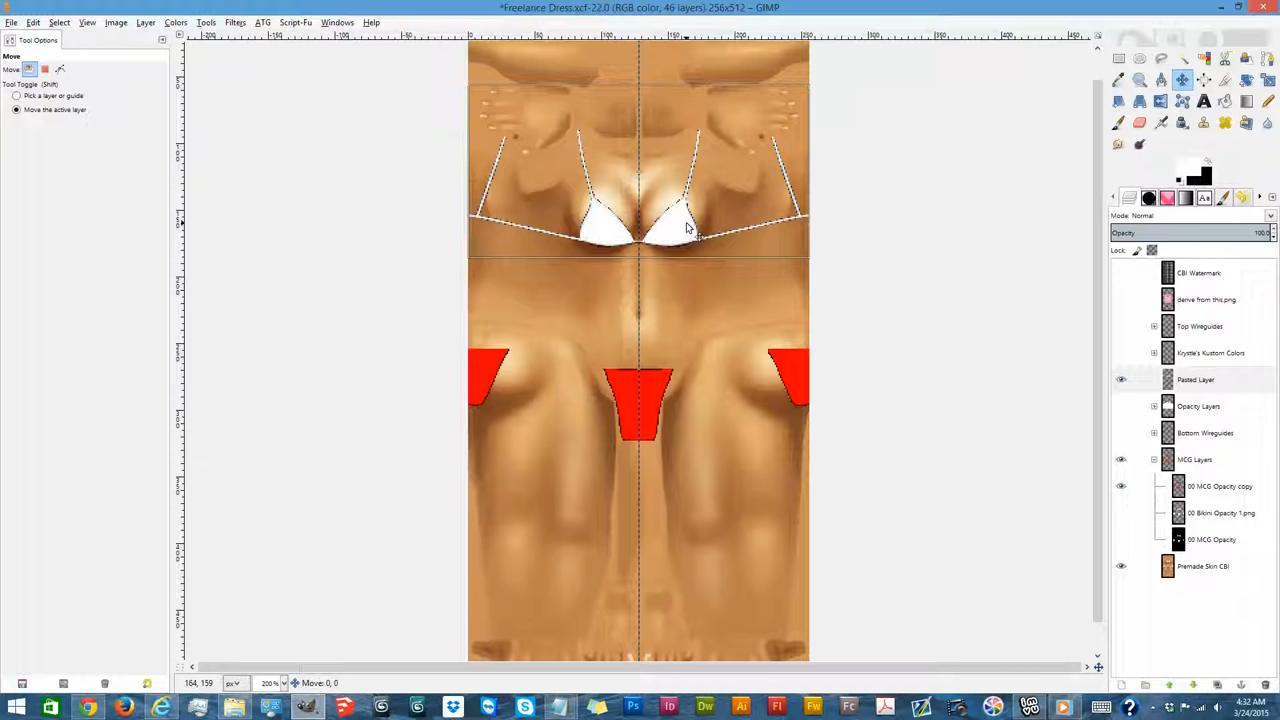 *Freelance Dress.xcf-22.0 (RGB color, 46 layers) 256x512 – GIMP
File Edit Select View Image Layer Colors Tools Filters ATG Script-Fu Windows Help
Tool Options
Move
Move:
Tool Toggle (Shift)
Pick a layer or guide
Move the active layer
Mode: Normal
Opacity 100.0
Lock:
CBI Watermark
derive from this.png
Top Wireguides
Krystle's Kustom Colors
Pasted Layer
Opacity Layers
Bottom Wireguides
MCG Layers
00 MCG Opacity copy
00 Bikini Opacity 1.png
00 MCG Opacity
Premade Skin CBI
164, 159 px 200 % Move: 0, 0
4:32 AM
3/24/2015